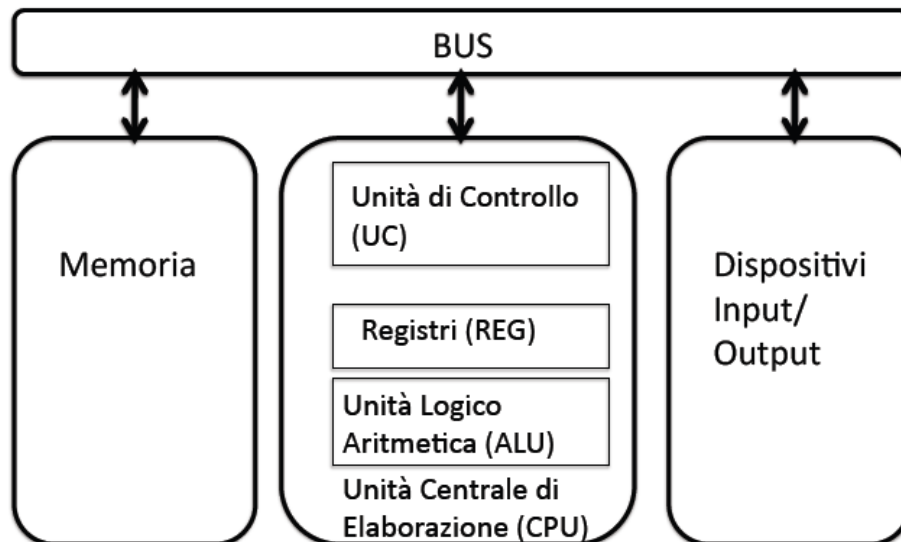 BUS
Memoria
Unità di Controllo
(UC)
Registri (REG)
Unità Logico
Aritmetica (ALU)
Unità Centrale di
Elaborazione (CPU)
Dispositivi
Input/
Output